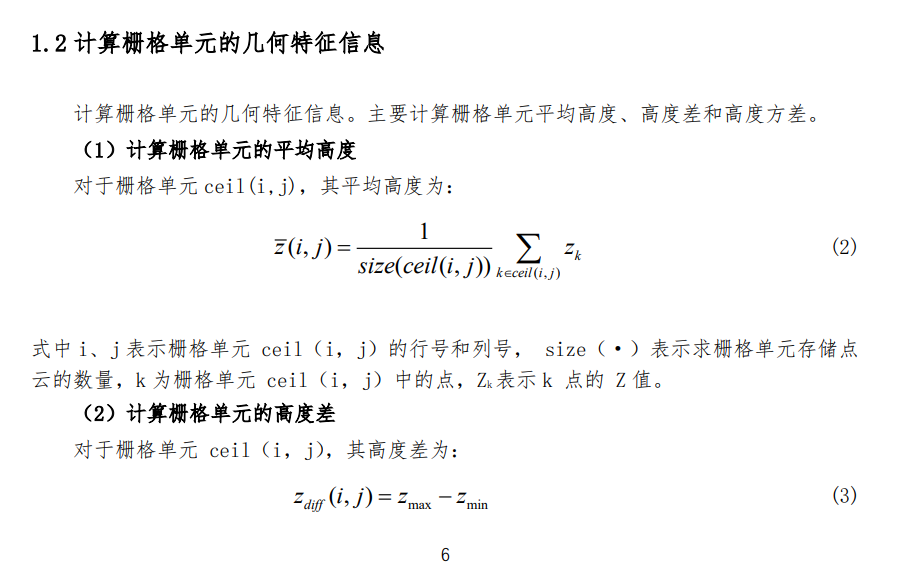 1.2 计算栅格单元的几何特征信息
计算栅格单元的几何特征信息。主要计算栅格单元平均高度、高度差和高度方差。
（1）计算栅格单元的平均高度
对于栅格单元 ceil(i,j)，其平均高度为：
z̅(i, j) = 1 / size(ceil(i, j)) ∑_{k∈ceil(i,j)} z_k (2)
式中 i、j 表示栅格单元 ceil（i，j）的行号和列号， size（·）表示求栅格单元存储点
云的数量，k 为栅格单元 ceil（i，j）中的点，Z_k 表示 k 点的 Z 值。
（2）计算栅格单元的高度差
对于栅格单元 ceil（i，j），其高度差为：
z_{diff}(i, j) = z_{max} − z_{min} (3)
6